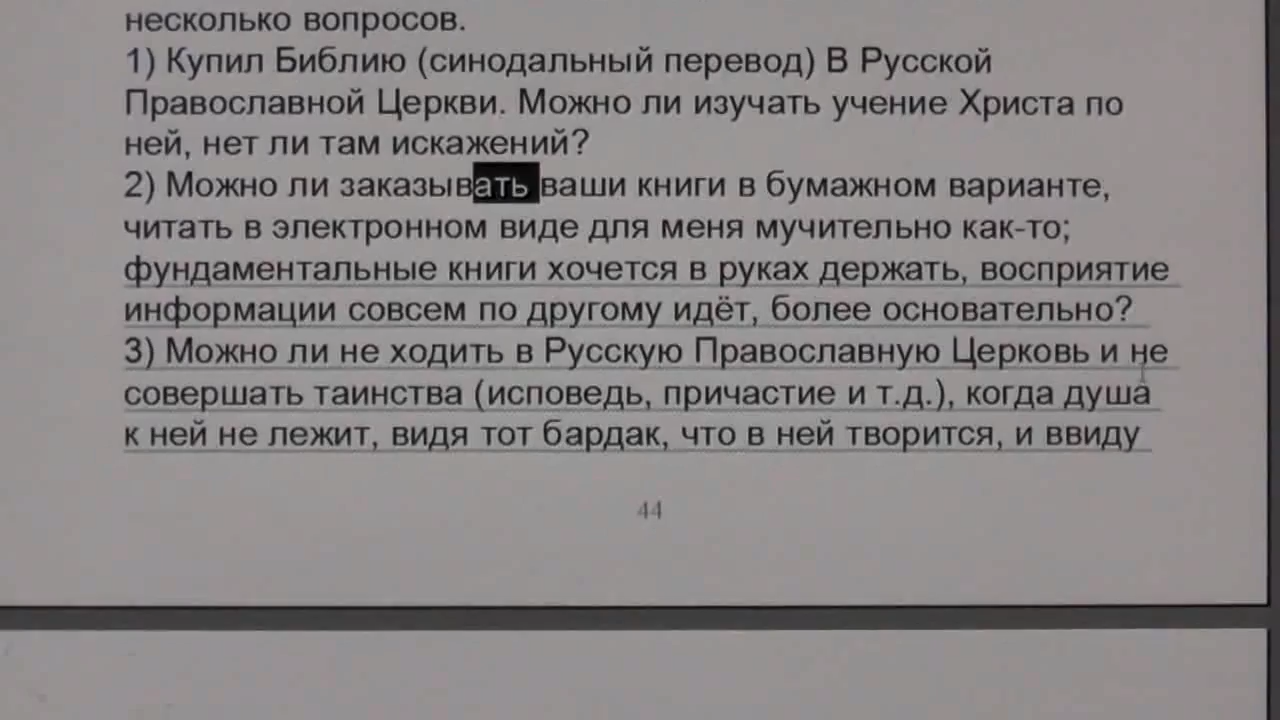 несколько вопросов.
1) Купил Библию (синодальный перевод) В Русской
Православной Церкви. Можно ли изучать учение Христа по
ней, нет ли там искажений?
2) Можно ли заказывать ваши книги в бумажном варианте,
читать в электронном виде для меня мучительно как-то;
фундаментальные книги хочется в руках держать, восприятие
информации совсем по другому идёт, более основательно?
3) Можно ли не ходить в Русскую Православную Церковь и не
совершать таинства (исповедь, причастие и т.д.), когда душа
к ней не лежит, видя тот бардак, что в ней творится, и ввиду
44